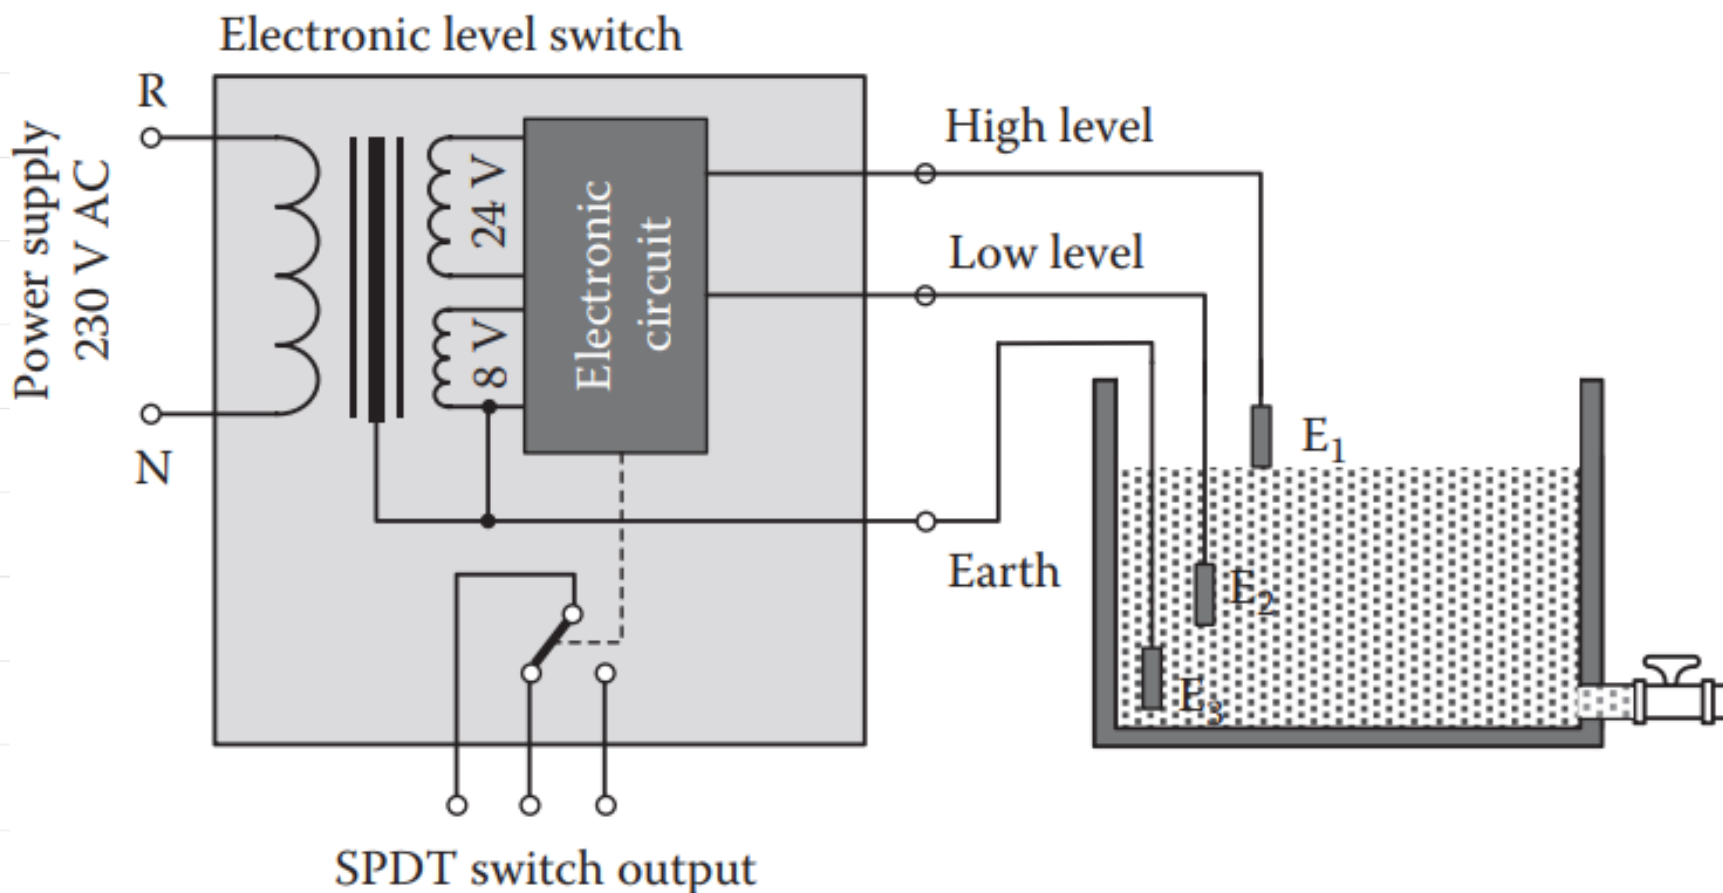 Electronic level switch
R
Power supply
230 V AC
N
24 V
8 V
Electronic
circuit
High level
Low level
Earth
E₁
E₂
E₃
SPDT switch output